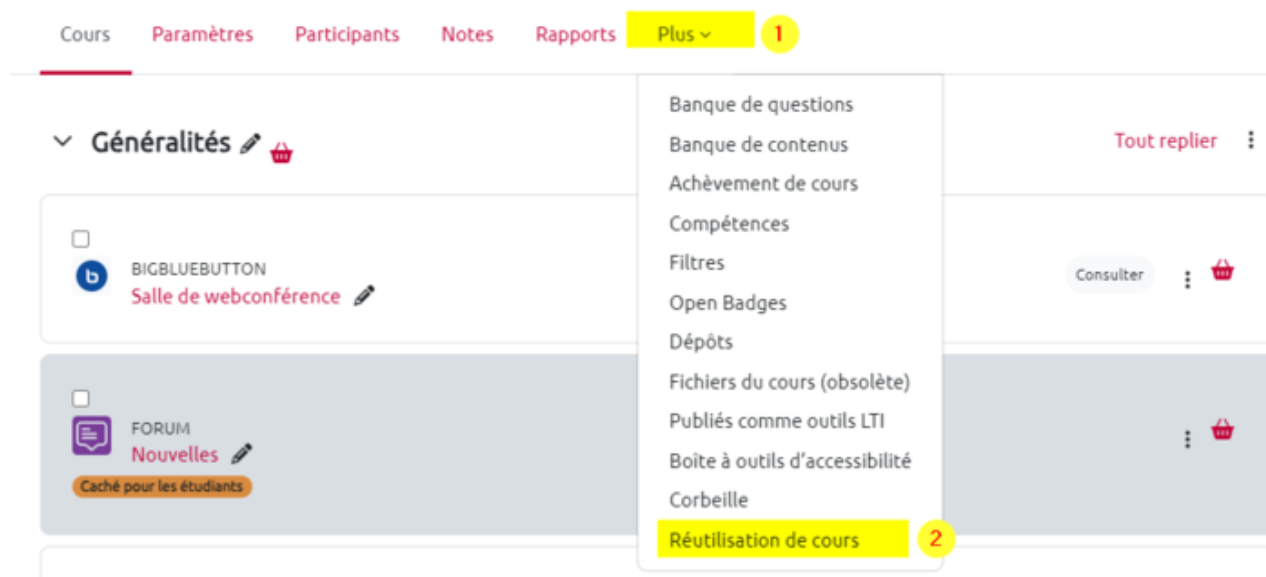 Cours Paramètres Participants Notes Rapports Plus 1
Banque de questions
Généralités Banque de contenus Tout replier
Achèvement de cours
Compétences
BIGBLUEBUTTON Filtres Consulter
Salle de webconférence Open Badges
Dépôts
Fichiers du cours (obsolète)
FORUM Publiés comme outils LTI
Nouvelles Boîte à outils d'accessibilité
Caché pour les étudiants Corbeille
Réutilisation de cours 2